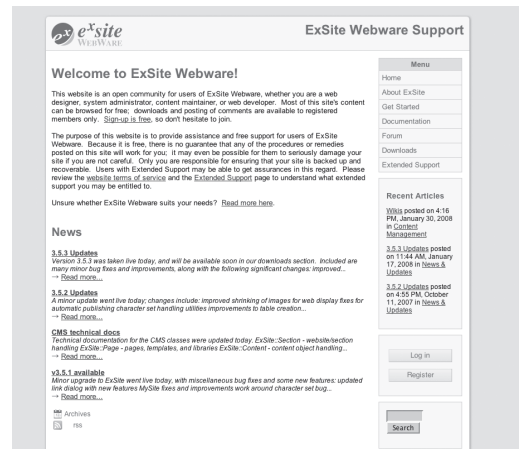 exsite
WEBWARE
ExSite Webware Support
Welcome to ExSite Webware!
This website is an open community for users of ExSite Webware, whether you are a web
designer, system administrator, content maintainer, or web developer. Most of this site's content
can be browsed for free; downloads and posting of comments are available to registered
members only. Sign-up is free, so don't hesitate to join.
The purpose of this website is to provide assistance and free support for users of ExSite
Webware. Because it is free, there is no guarantee that any of the procedures or remedies
posted on this site will work for you; it may even be possible for them to seriously damage your
site if you are not careful. Only you are responsible for ensuring that your site is backed up and
recoverable. Users with Extended Support may be able to get assurances in this regard. Please
review the website terms of service and the Extended Support page to understand what extended
support you may be entitled to.
Unsure whether ExSite Webware suits your needs? Read more here.
News
3.5.3 Updates
Version 3.5.3 was taken live today, and will be available soon in our downloads section. Included are
many minor bug fixes and improvements, along with the following significant changes: improved...
→ Read more...
3.5.2 Updates
A minor update went live today; changes include: improved shrinking of images for web display fixes for
automatic publishing character set handling utilities improvements to table creation...
→ Read more...
CMS technical docs
Technical documentation for the CMS classes were updated today. ExSite::Section - website/section
handling ExSite::Page - pages, templates, and libraries ExSite::Content - content object handling...
→ Read more...
v3.5.1 available
Minor upgrade to ExSite went live today, with miscellaneous bug fixes and some new features: updated
link dialog with new features MySite fixes and improvements work around character set bug...
→ Read more...
Archives
rss
Menu
Home
About ExSite
Get Started
Documentation
Forum
Downloads
Extended Support
Recent Articles
Wikis posted on 4:16
PM, January 30, 2008
in Content
Management
3.5.3 Updates posted
on 11:44 AM, January
17, 2008 in News &
Updates
3.5.2 Updates posted
on 4:55 PM, October
11, 2007 in News &
Updates
Log in
Register
Search